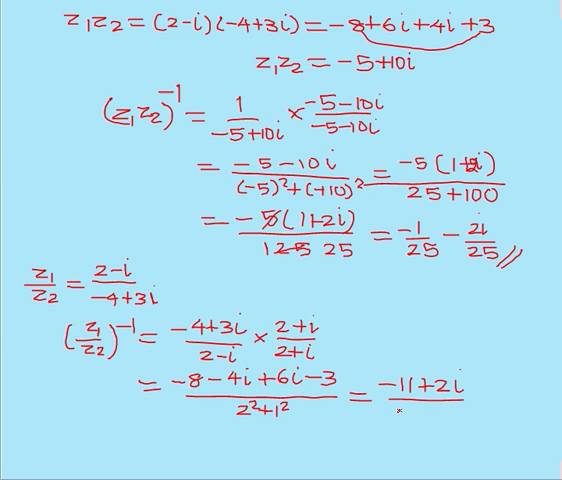 z₁z₂ = (2-i)(-4+3i) = -8+6i+4i+3
z₁z₂ = -5+10i
(z₁z₂)⁻¹ = 1/(-5+10i) × (-5-10i)/(-5-10i)
= (-5-10i)/((-5)²+(+10)²) = -5(1+2i)/(25+100)
= -5(1+2i)/(125 25) = -1/25 - 2i/25 //
z₁/z₂ = (2-i)/(-4+3i)
(z₁/z₂)⁻¹ = (-4+3i)/(2-i) × (2+i)/(2+i)
= (-8-4i+6i-3)/(2²+1²) = (-11+2i)/